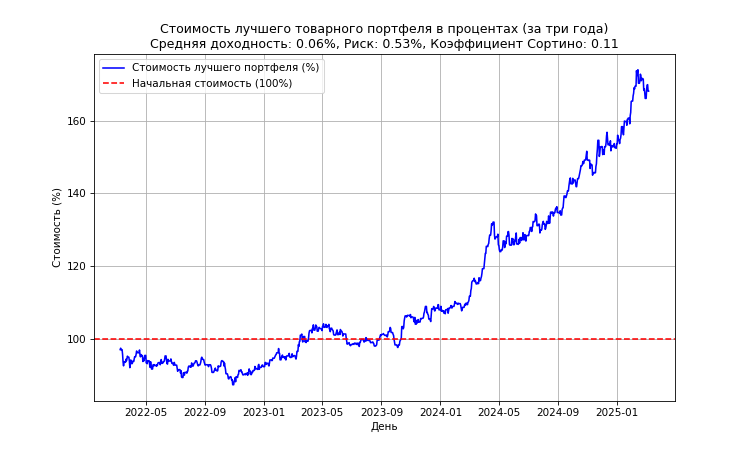 Стоимость лучшего товарного портфеля в процентах (за три года)
Средняя доходность: 0.06%, Риск: 0.53%, Коэффициент Сортино: 0.11
Стоимость лучшего портфеля (%)
Начальная стоимость (100%)
Стоимость (%)
160
140
120
100
2022-05 2022-09 2023-01 2023-05 2023-09 2024-01 2024-05 2024-09 2025-01
День